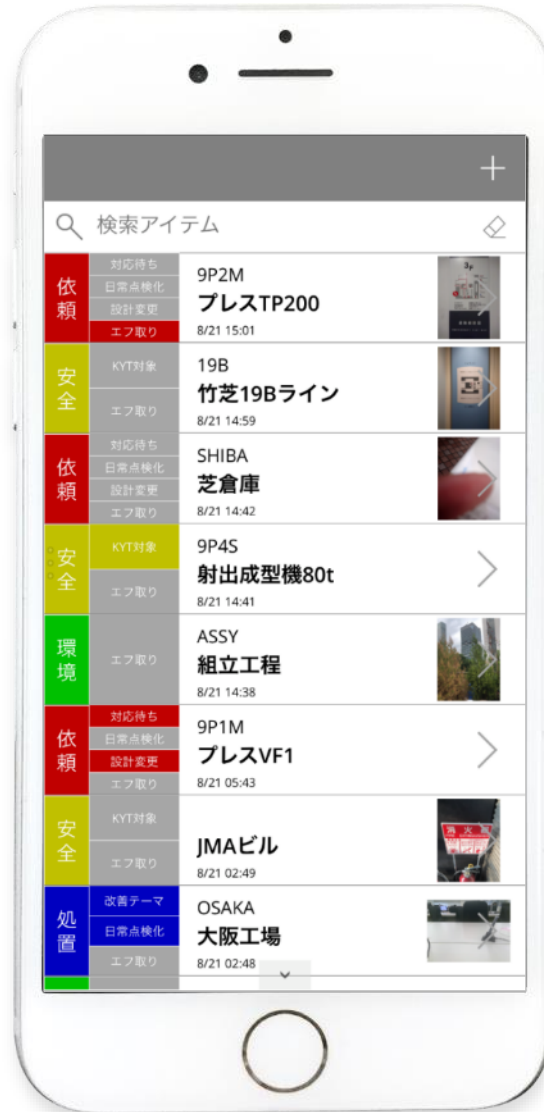 検索アイテム
依頼
対応待ち
日常点検化
設計変更
エフ取り
9P2M
プレスTP200
8/21 15:01
3F
安全
KYT対象
エフ取り
19B
竹芝19Bライン
8/21 14:59
依頼
対応待ち
日常点検化
設計変更
エフ取り
SHIBA
芝倉庫
8/21 14:42
安全
KYT対象
エフ取り
9P4S
射出成型機80t
8/21 14:41
環境
エフ取り
ASSY
組立工程
8/21 14:38
依頼
対応待ち
日常点検化
設計変更
エフ取り
9P1M
プレスVF1
8/21 05:43
安全
KYT対象
エフ取り
JMAビル
8/21 02:49
消火器
処置
改善テーマ
日常点検化
エフ取り
OSAKA
大阪工場
8/21 02:48